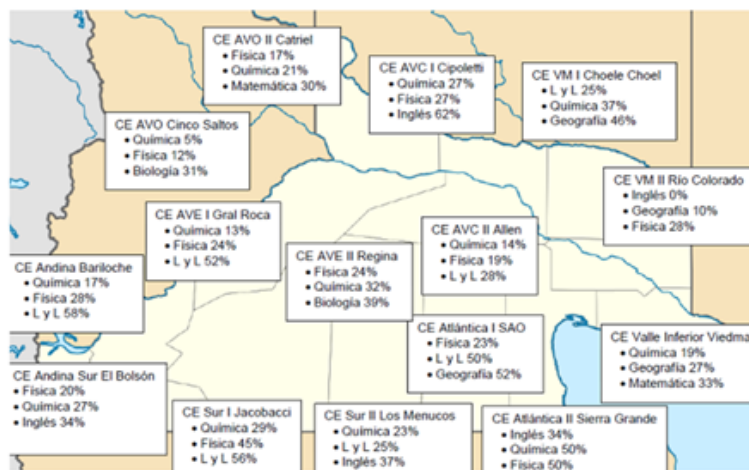 CE AVO II Catriel
• Física 17%
• Química 21%
• Matemática 30%
CE AVC I Cipoletti
• Química 27%
• Física 27%
• Inglés 62%
CE VM I Choele Choel
• L y L 25%
• Química 37%
• Geografía 46%
CE AVO Cinco Saltos
• Química 5%
• Física 12%
• Biología 31%
CE VM II Río Colorado
• Inglés 0%
• Geografía 10%
• Física 28%
CE AVE I Gral Roca
• Química 13%
• Física 24%
• L y L 52%
CE AVC II Allen
• Química 14%
• Física 19%
• L y L 28%
CE AVE II Regina
• Física 24%
• Química 32%
• Biología 39%
CE Andina Bariloche
• Química 17%
• Física 28%
• L y L 58%
CE Atlántica I SAO
• Física 23%
• L y L 50%
• Geografía 52%
CE Valle Inferior Viedma
• Química 19%
• Geografía 27%
• Matemática 33%
CE Andina Sur El Bolsón
• Física 20%
• Química 27%
• Inglés 34%
CE Sur I Jacobacci
• Química 29%
• Física 45%
• L y L 56%
CE Sur II Los Menucos
• Química 23%
• L y L 25%
• Inglés 37%
CE Atlántica II Sierra Grande
• Inglés 34%
• Química 50%
• Física 50%